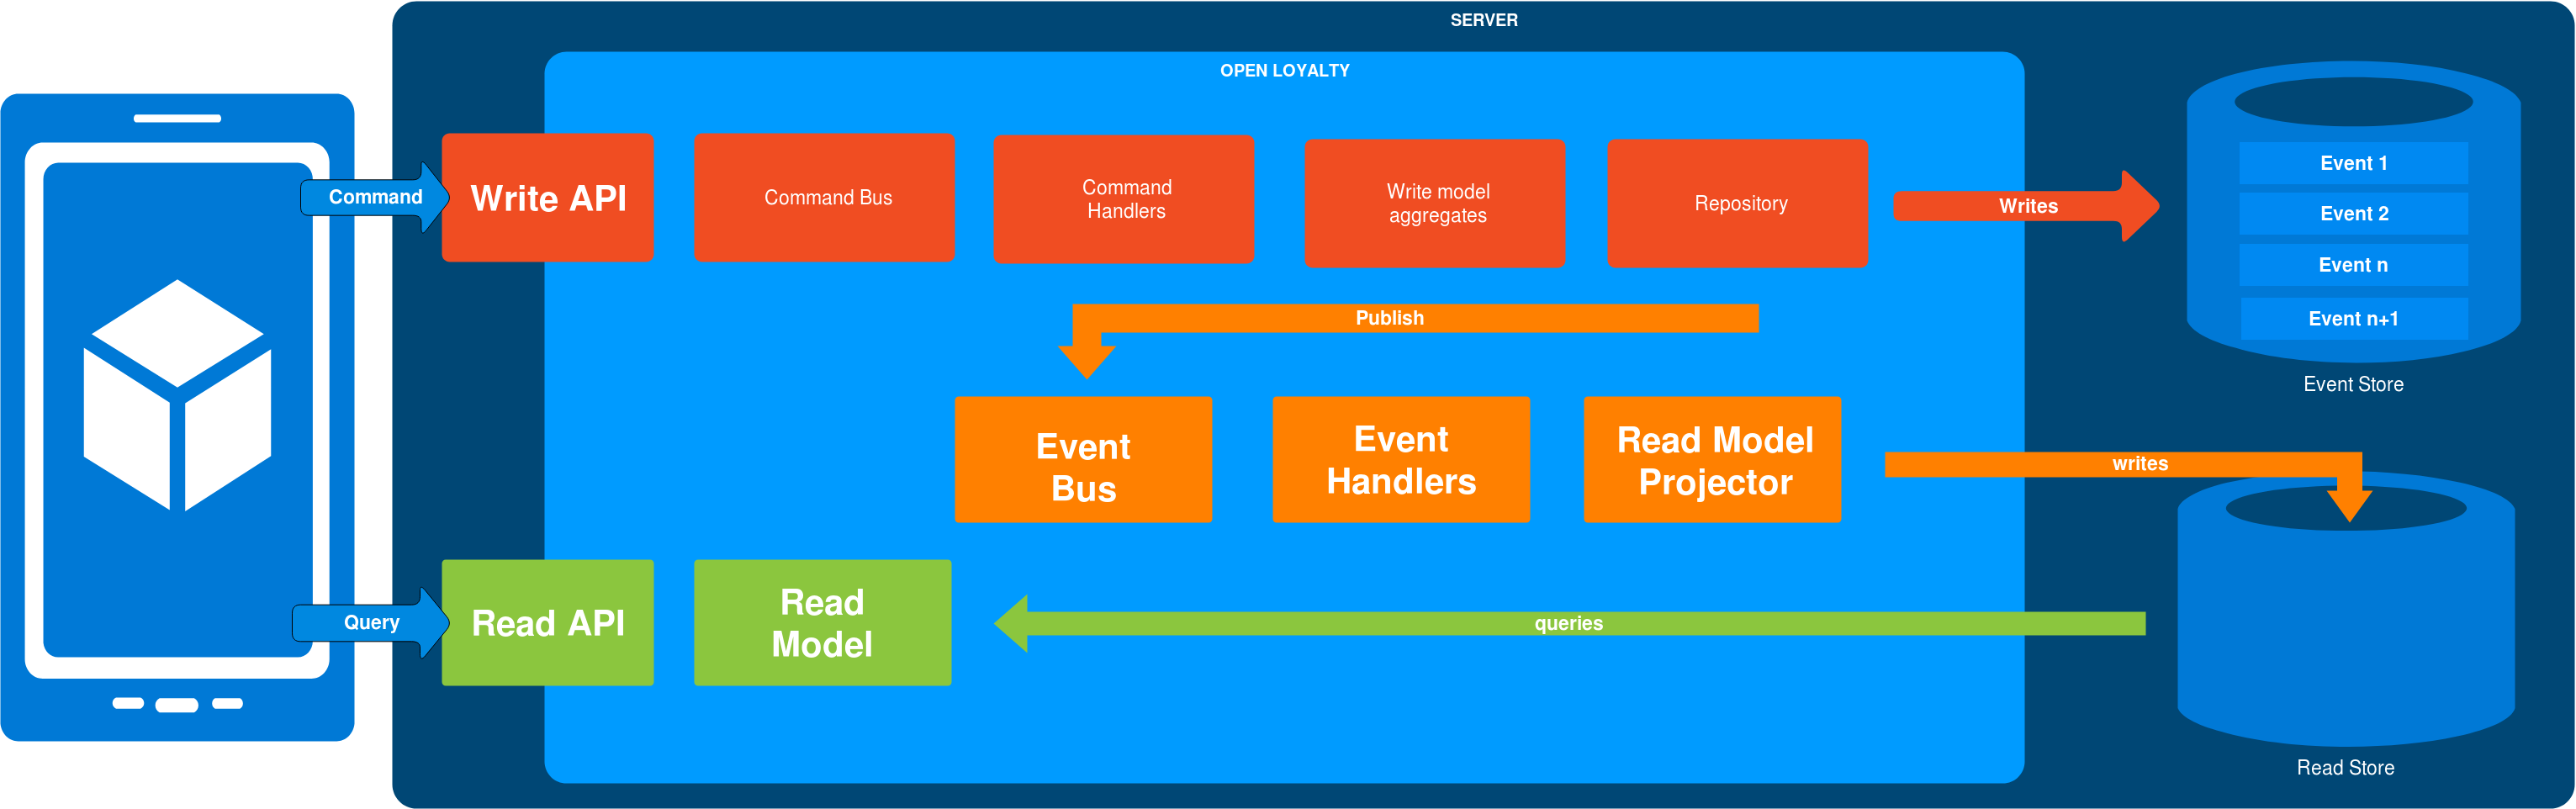 SERVER
OPEN LOYALTY
Command
Write API
Command Bus
Command
Handlers
Write model
aggregates
Repository
Writes
Event 1
Event 2
Event n
Event n+1
Event Store
Publish
Event
Bus
Event
Handlers
Read Model
Projector
writes
Query
Read API
Read
Model
queries
Read Store